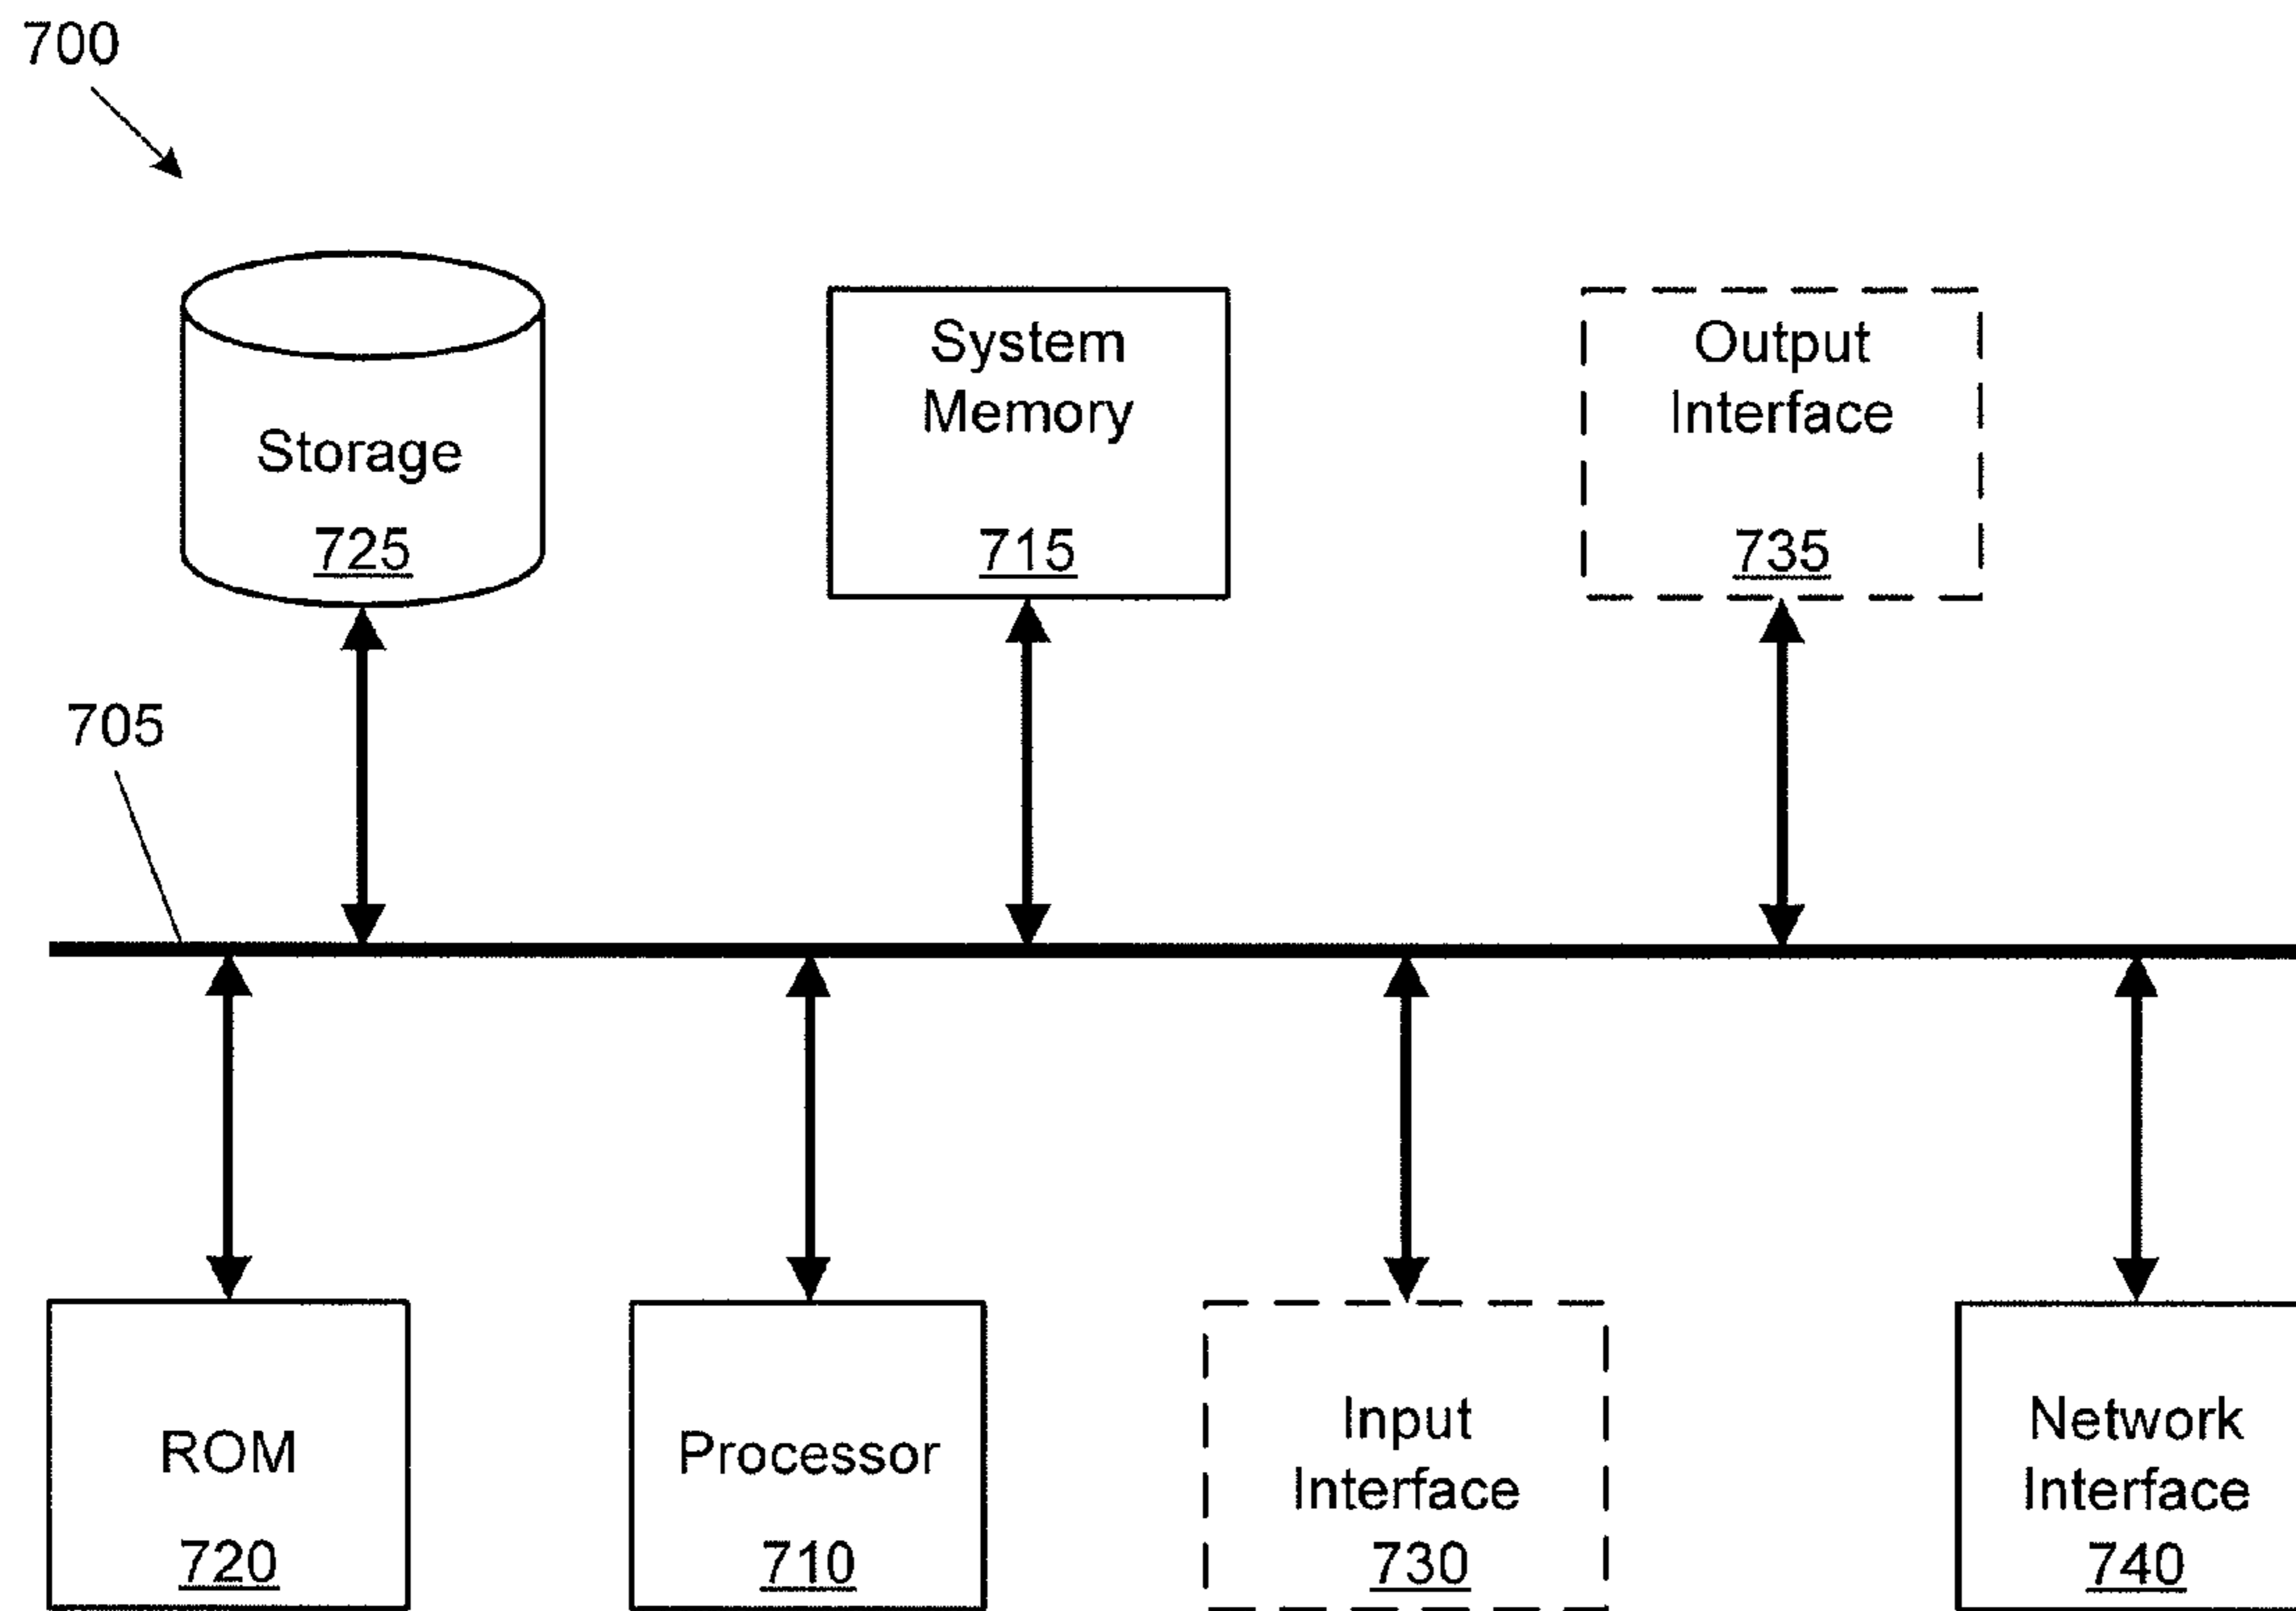 700
Storage
725
System
Memory
715
Output
Interface
735
705
ROM
720
Processor
710
Input
Interface
730
Network
Interface
740